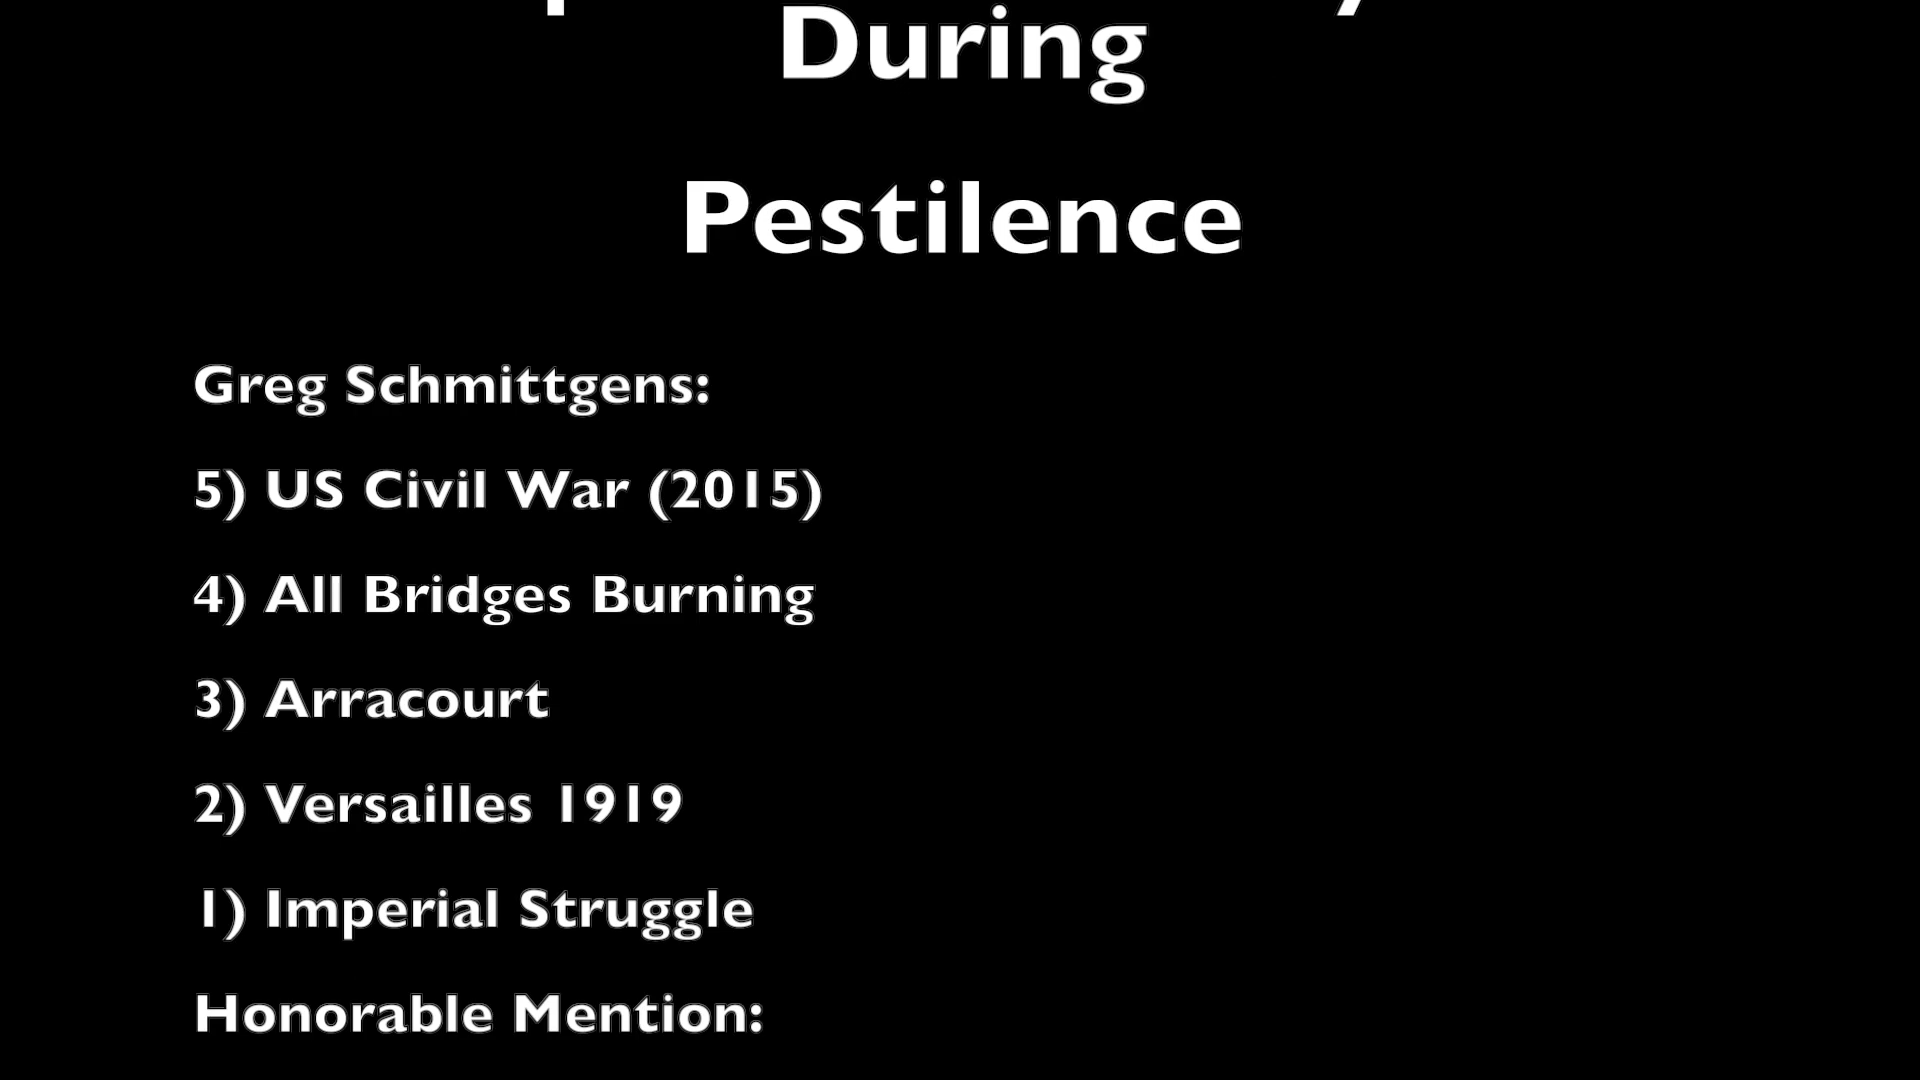 During
Pestilence
Greg Schmittgens:
5) US Civil War (2015)
4) All Bridges Burning
3) Arracourt
2) Versailles 1919
1) Imperial Struggle
Honorable Mention: